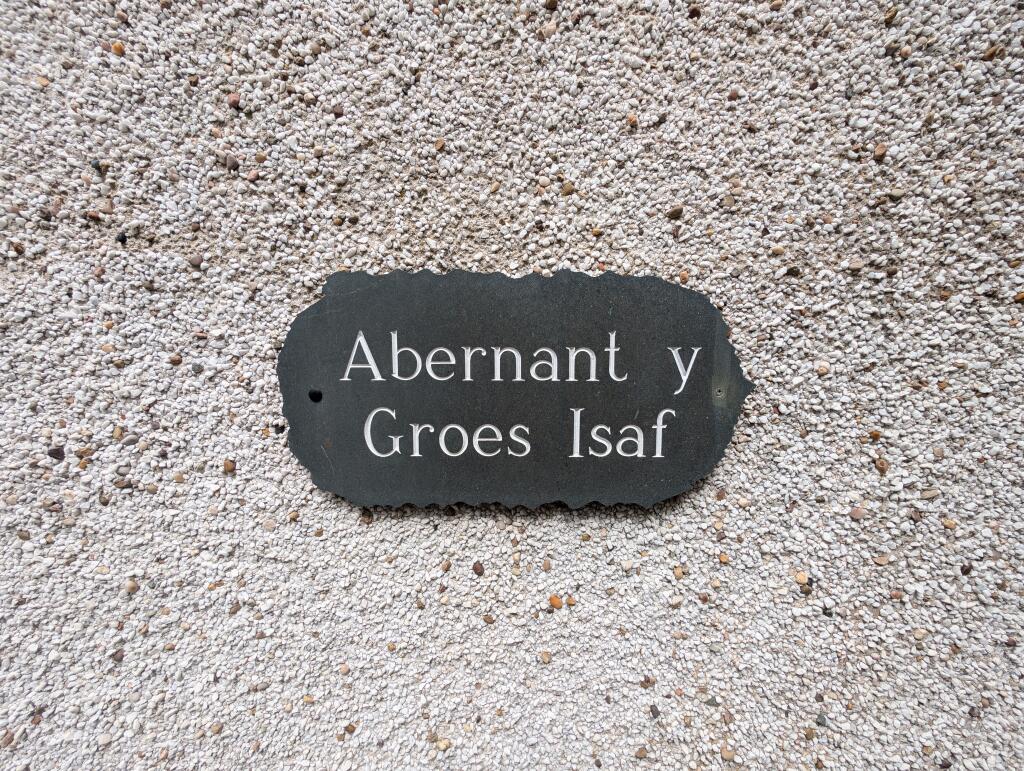 Abernant y
Groes Isaf